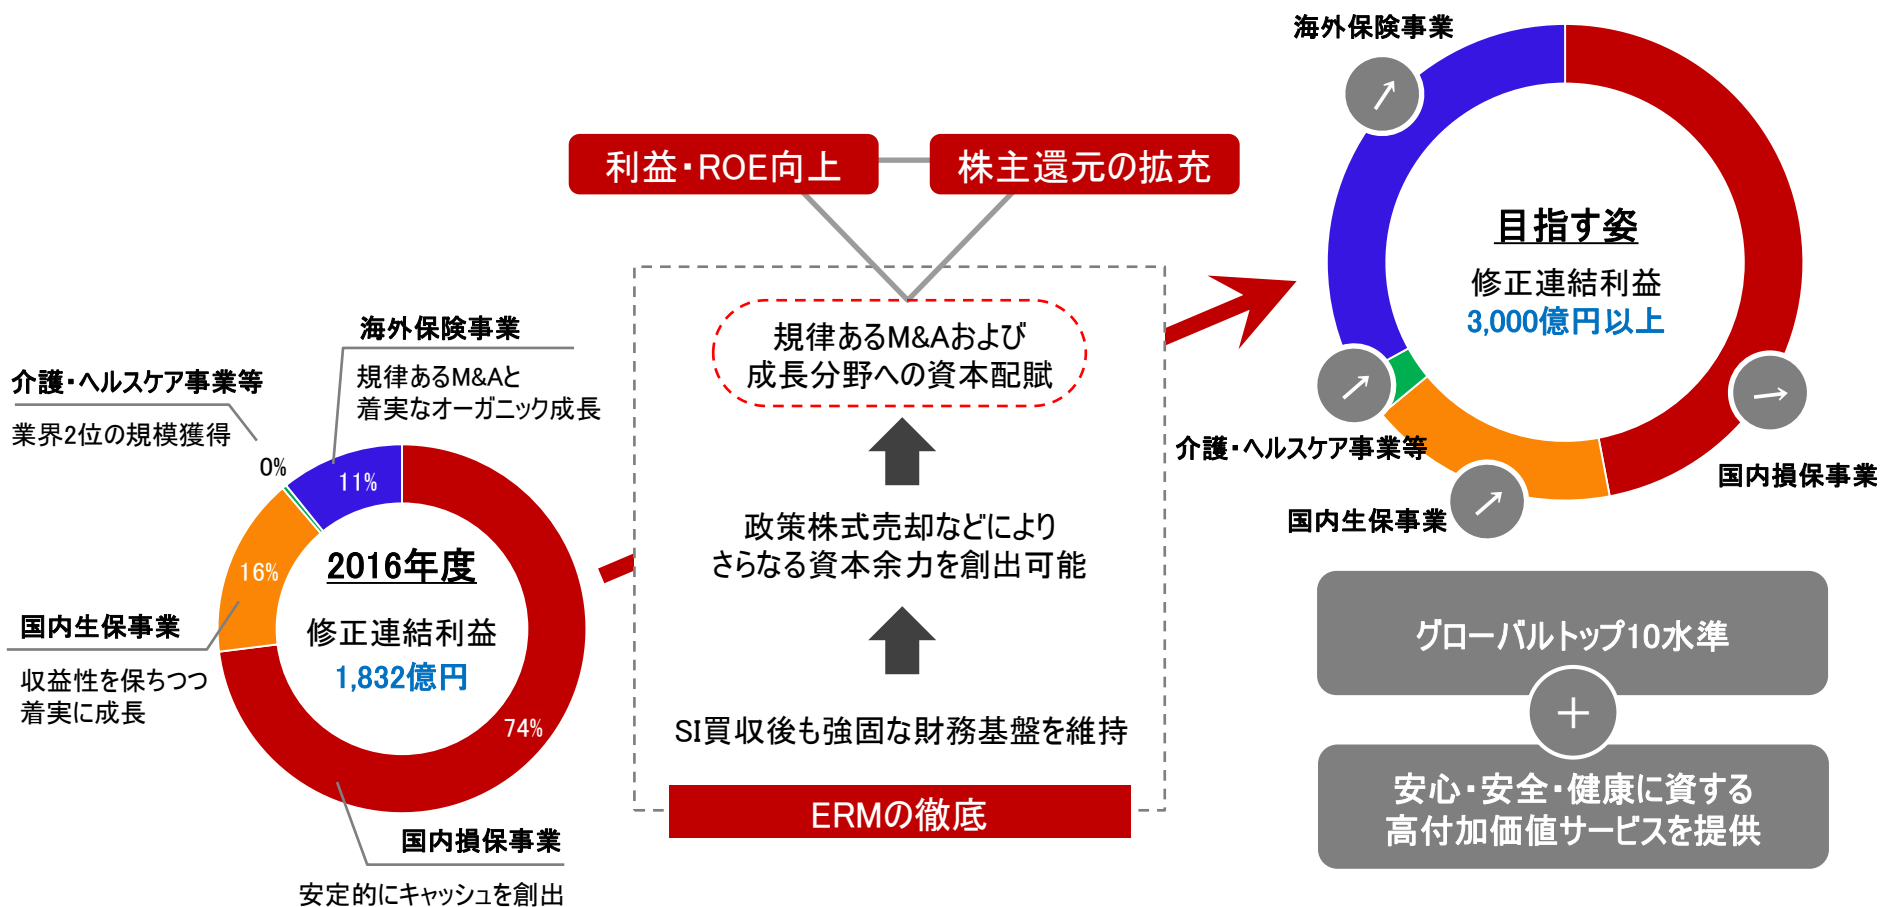 海外保険事業
規律あるM&Aと
着実なオーガニック成長
介護・ヘルスケア事業等
業界2位の規模獲得
0%
11%
16%
74%
2016年度
修正連結利益
1,832億円
国内生保事業
収益性を保ちつつ
着実に成長
国内損保事業
安定的にキャッシュを創出
利益・ROE向上
株主還元の拡充
規律あるM&Aおよび
成長分野への資本配賦
政策株式売却などにより
さらなる資本余力を創出可能
SI買収後も強固な財務基盤を維持
ERMの徹底
海外保険事業
目指す姿
修正連結利益
3,000億円以上
介護・ヘルスケア事業等
国内損保事業
国内生保事業
グローバルトップ10水準
＋
安心・安全・健康に資する
高付加価値サービスを提供